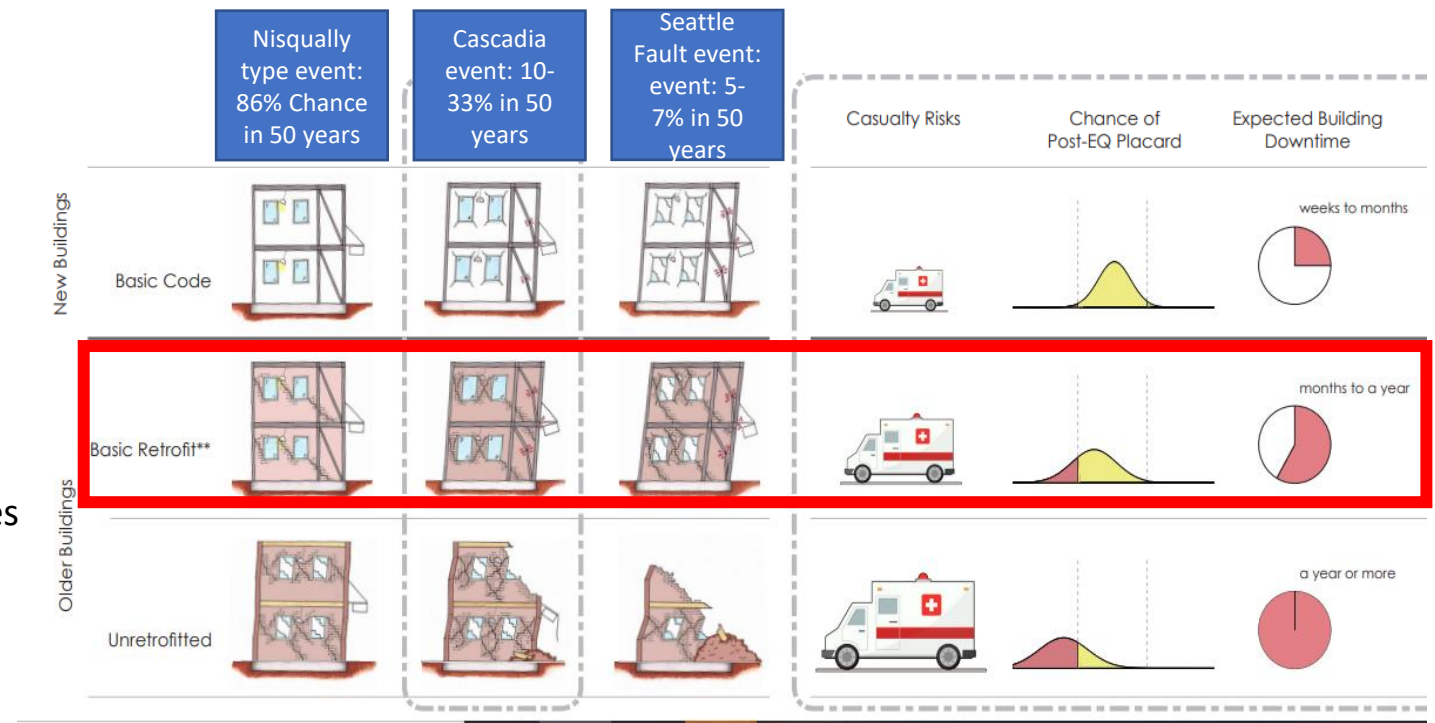 Nisqually
type event:
86% Chance
in 50 years
Cascadia
event: 10-
33% in 50
years
Seattle
Fault event:
event: 5-
7% in 50
years
Casualty Risks
Chance of
Post-EQ Placard
Expected Building
Downtime
New Buildings
Basic Code
weeks to months
Older Buildings
Basic Retrofit**
months to a year
es
Unretrofitted
a year or more